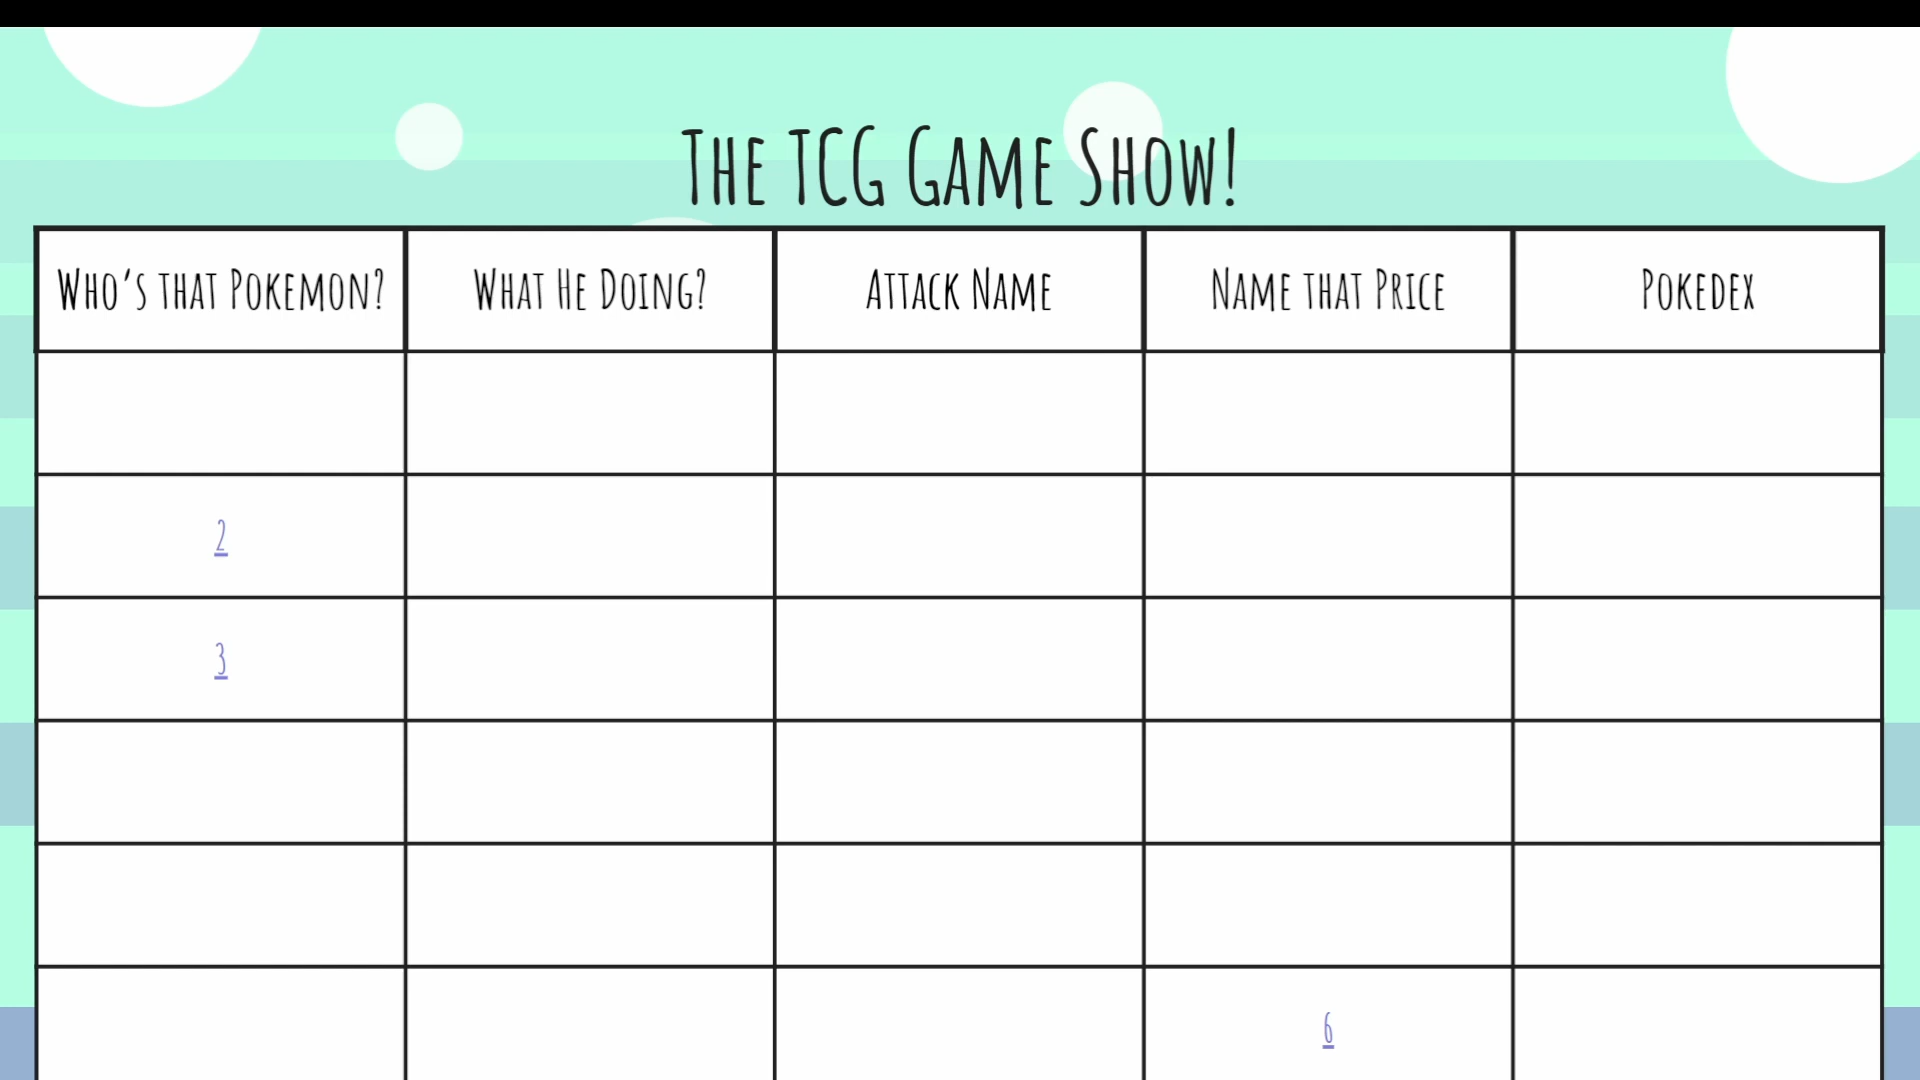 The TCG Game Show!
Who's that Pokemon? What He Doing? Attack Name Name that Price Pokedex
2
3
6